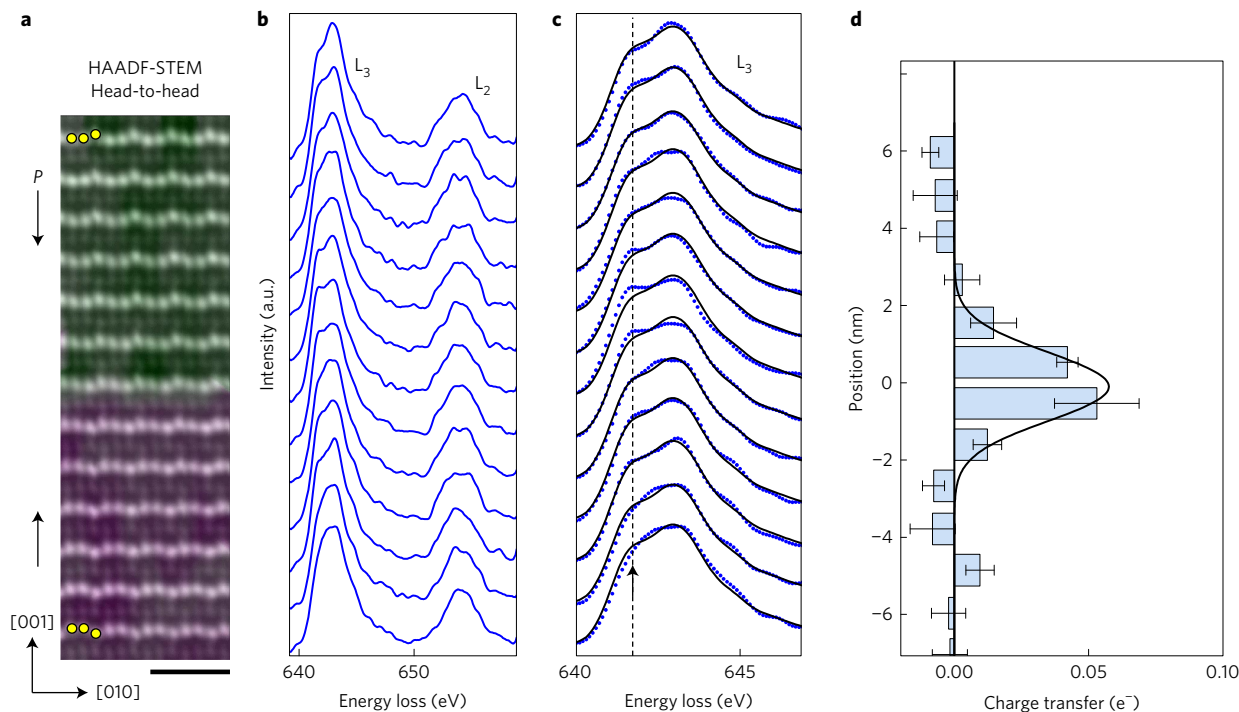 a
HAADF-STEM
Head-to-head
P
[001]
[010]
b
L3
L2
Intensity (a.u.)
640
650
Energy loss (eV)
c
L3
640
645
Energy loss (eV)
d
6
4
2
0
−2
−4
−6
Position (nm)
0.00
0.05
0.10
Charge transfer (e−)